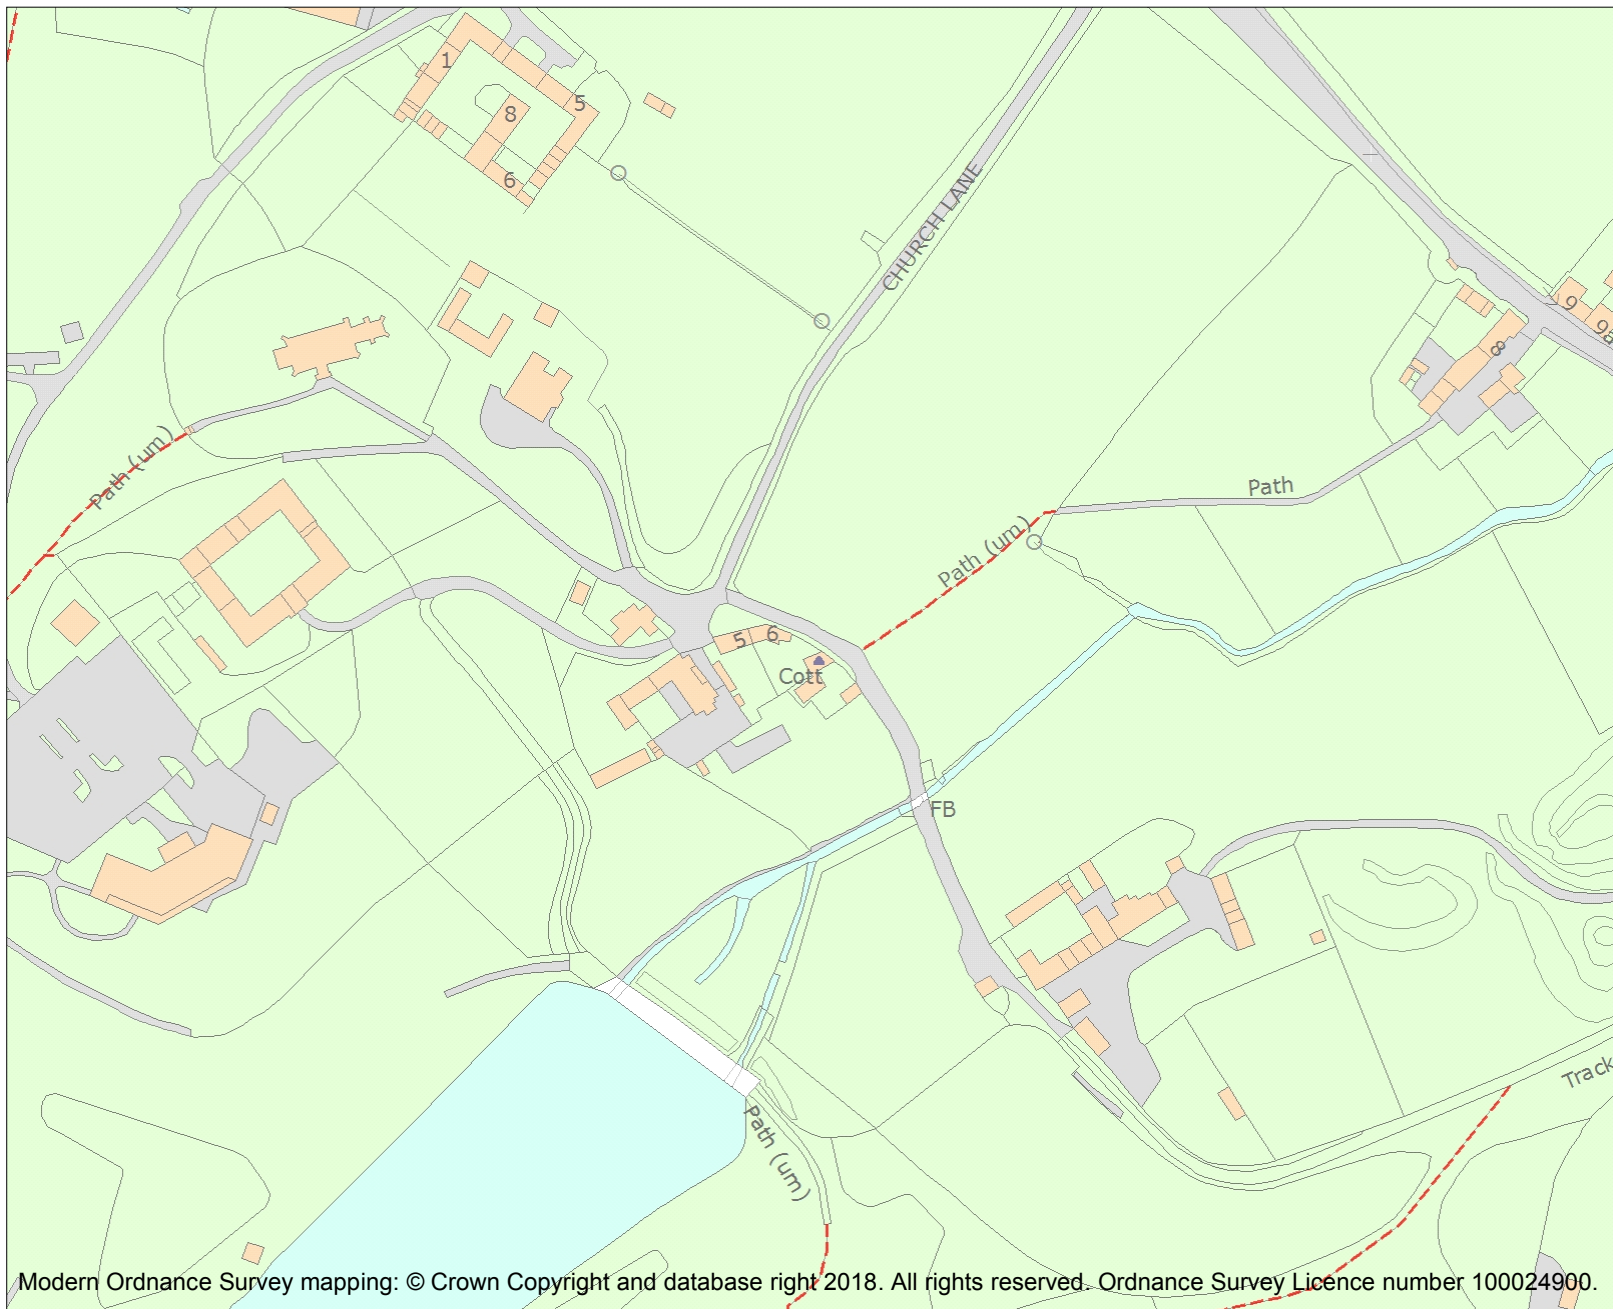 1
5
8
6
CHURCH LANE
9
9a
8
Path (um)
Path
Path (um)
5
6
Cott
FB
Track
Path (um)
Modern Ordnance Survey mapping: © Crown Copyright and database right 2018. All rights reserved. Ordnance Survey Licence number 100024900.